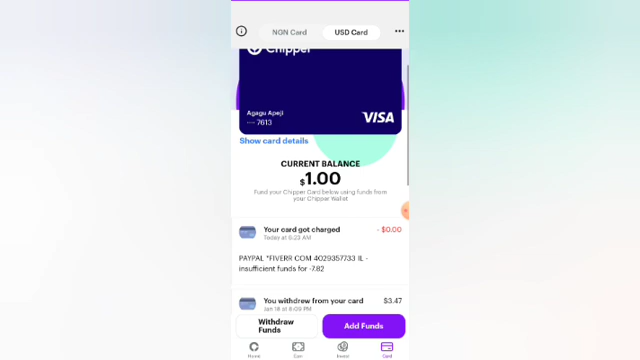 NGN Card
USD Card
Chipper
Agagu Apeji
7613
VISA
Show card details
CURRENT BALANCE
$1.00
Fund your Chipper Card below using funds from
your Chipper Wallet
Your card got charged
- $0.00
Today at 6:23 AM
PAYPAL *FIVERR COM 4029357733 IL -
insufficient funds for -7.82
You withdrew from your card
$3.47
Jan 18 at 8:09 PM
Withdraw
Funds
Add Funds
Home
Card